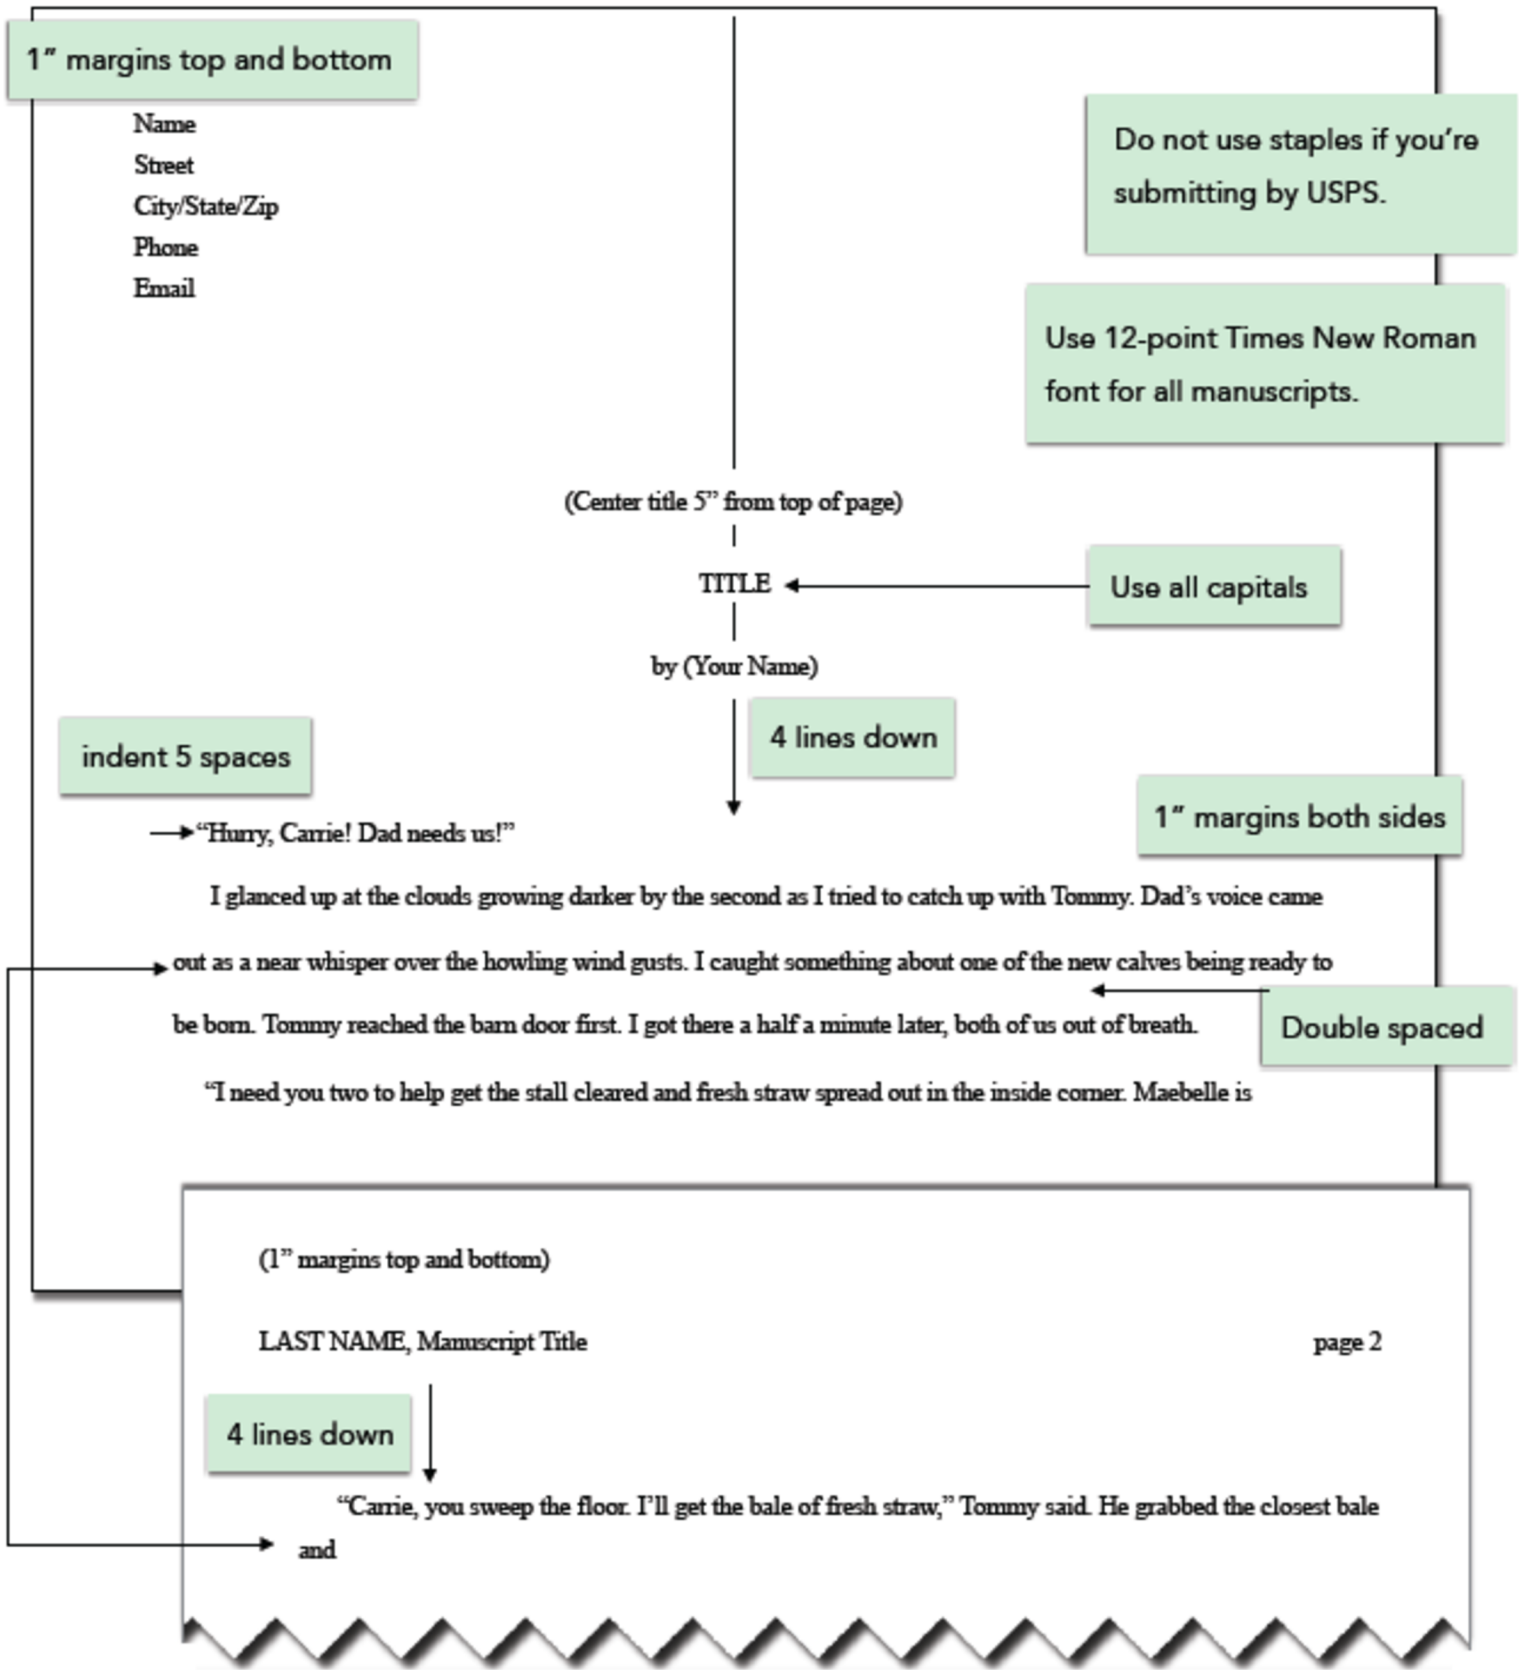 1” margins top and bottom
Name
Street
City/State/Zip
Phone
Email
Do not use staples if you’re
submitting by USPS.
Use 12-point Times New Roman
font for all manuscripts.
(Center title 5” from top of page)
TITLE
Use all capitals
by (Your Name)
4 lines down
indent 5 spaces
1” margins both sides
“Hurry, Carrie! Dad needs us!”
I glanced up at the clouds growing darker by the second as I tried to catch up with Tommy. Dad’s voice came
out as a near whisper over the howling wind gusts. I caught something about one of the new calves being ready to
be born. Tommy reached the barn door first. I got there a half a minute later, both of us out of breath.
Double spaced
“I need you two to help get the stall cleared and fresh straw spread out in the inside corner. Maebelle is
(1” margins top and bottom)
LAST NAME, Manuscript Title
page 2
4 lines down
“Carrie, you sweep the floor. I’ll get the bale of fresh straw,” Tommy said. He grabbed the closest bale
and